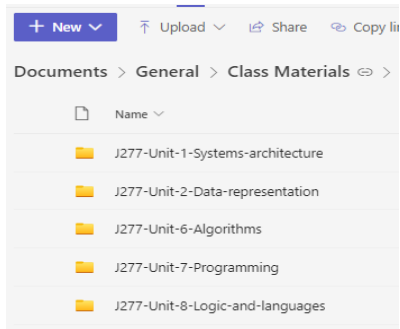 + New Upload Share Copy
Documents > General > Class Materials >
Name
J277-Unit-1-Systems-architecture
J277-Unit-2-Data-representation
J277-Unit-6-Algorithms
J277-Unit-7-Programming
J277-Unit-8-Logic-and-languages